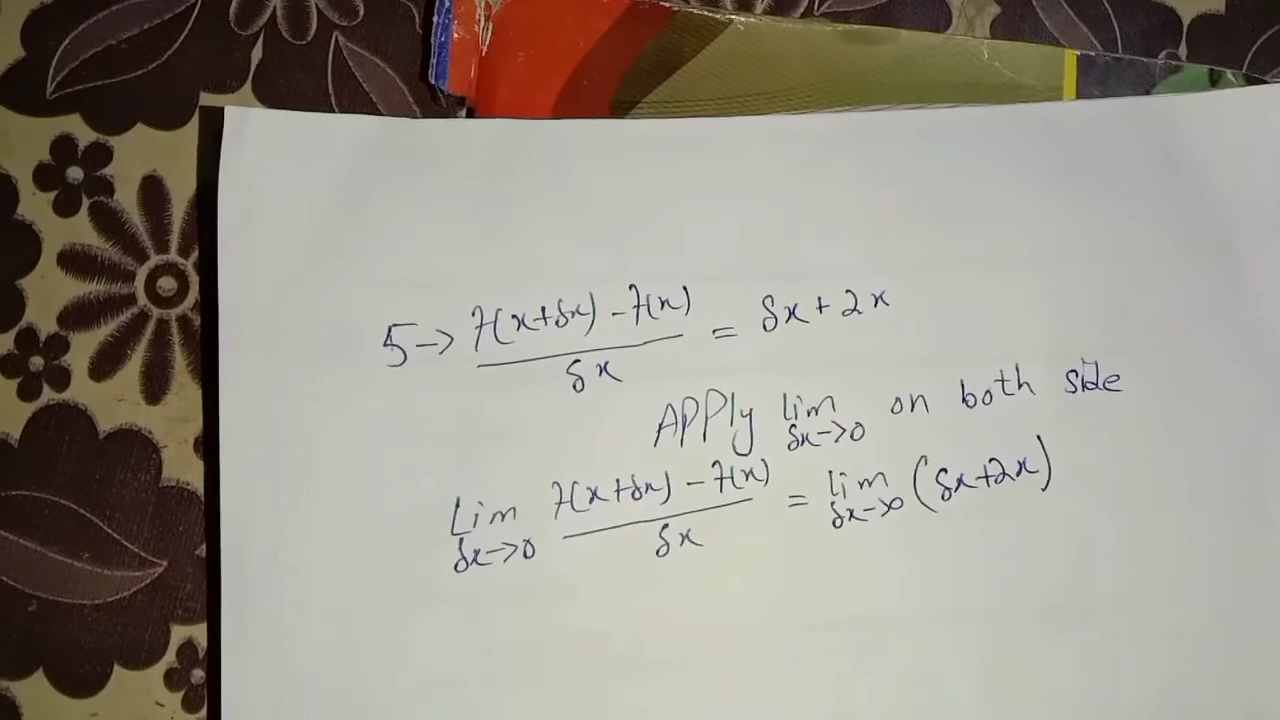 5 → f(x+δx) - f(x) / δx = δx + 2x
APPly lim δx→0 on both side
Lim δx→0 f(x+δx) - f(x) / δx = lim δx→0 (δx+2x)